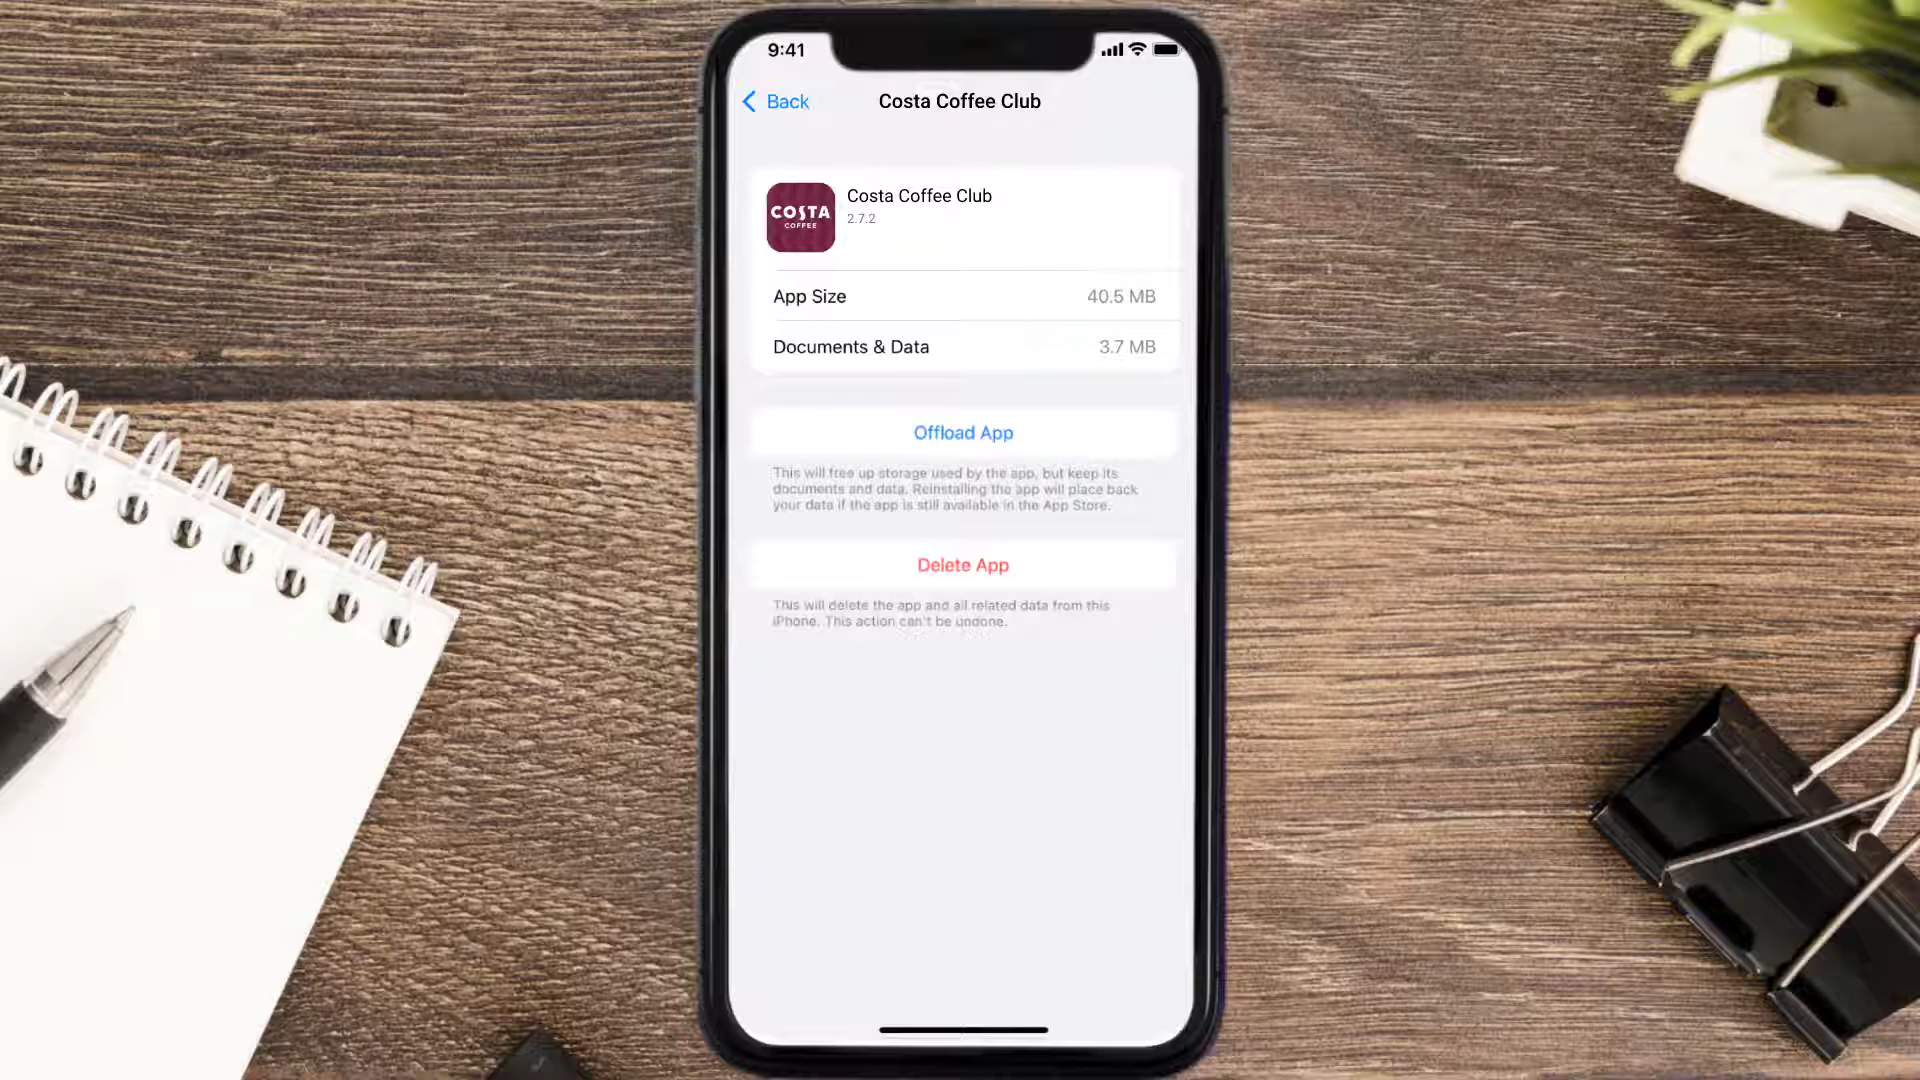 9:41
Back
Costa Coffee Club
COSTA
COFFEE
Costa Coffee Club
2.7.2
App Size
40.5 MB
Documents & Data
3.7 MB
Offload App
This will free up storage used by the app, but keep its
documents and data. Reinstalling the app will place back
your data if the app is still available in the App Store.
Delete App
This will delete the app and all related data from this
iPhone. This action can't be undone.